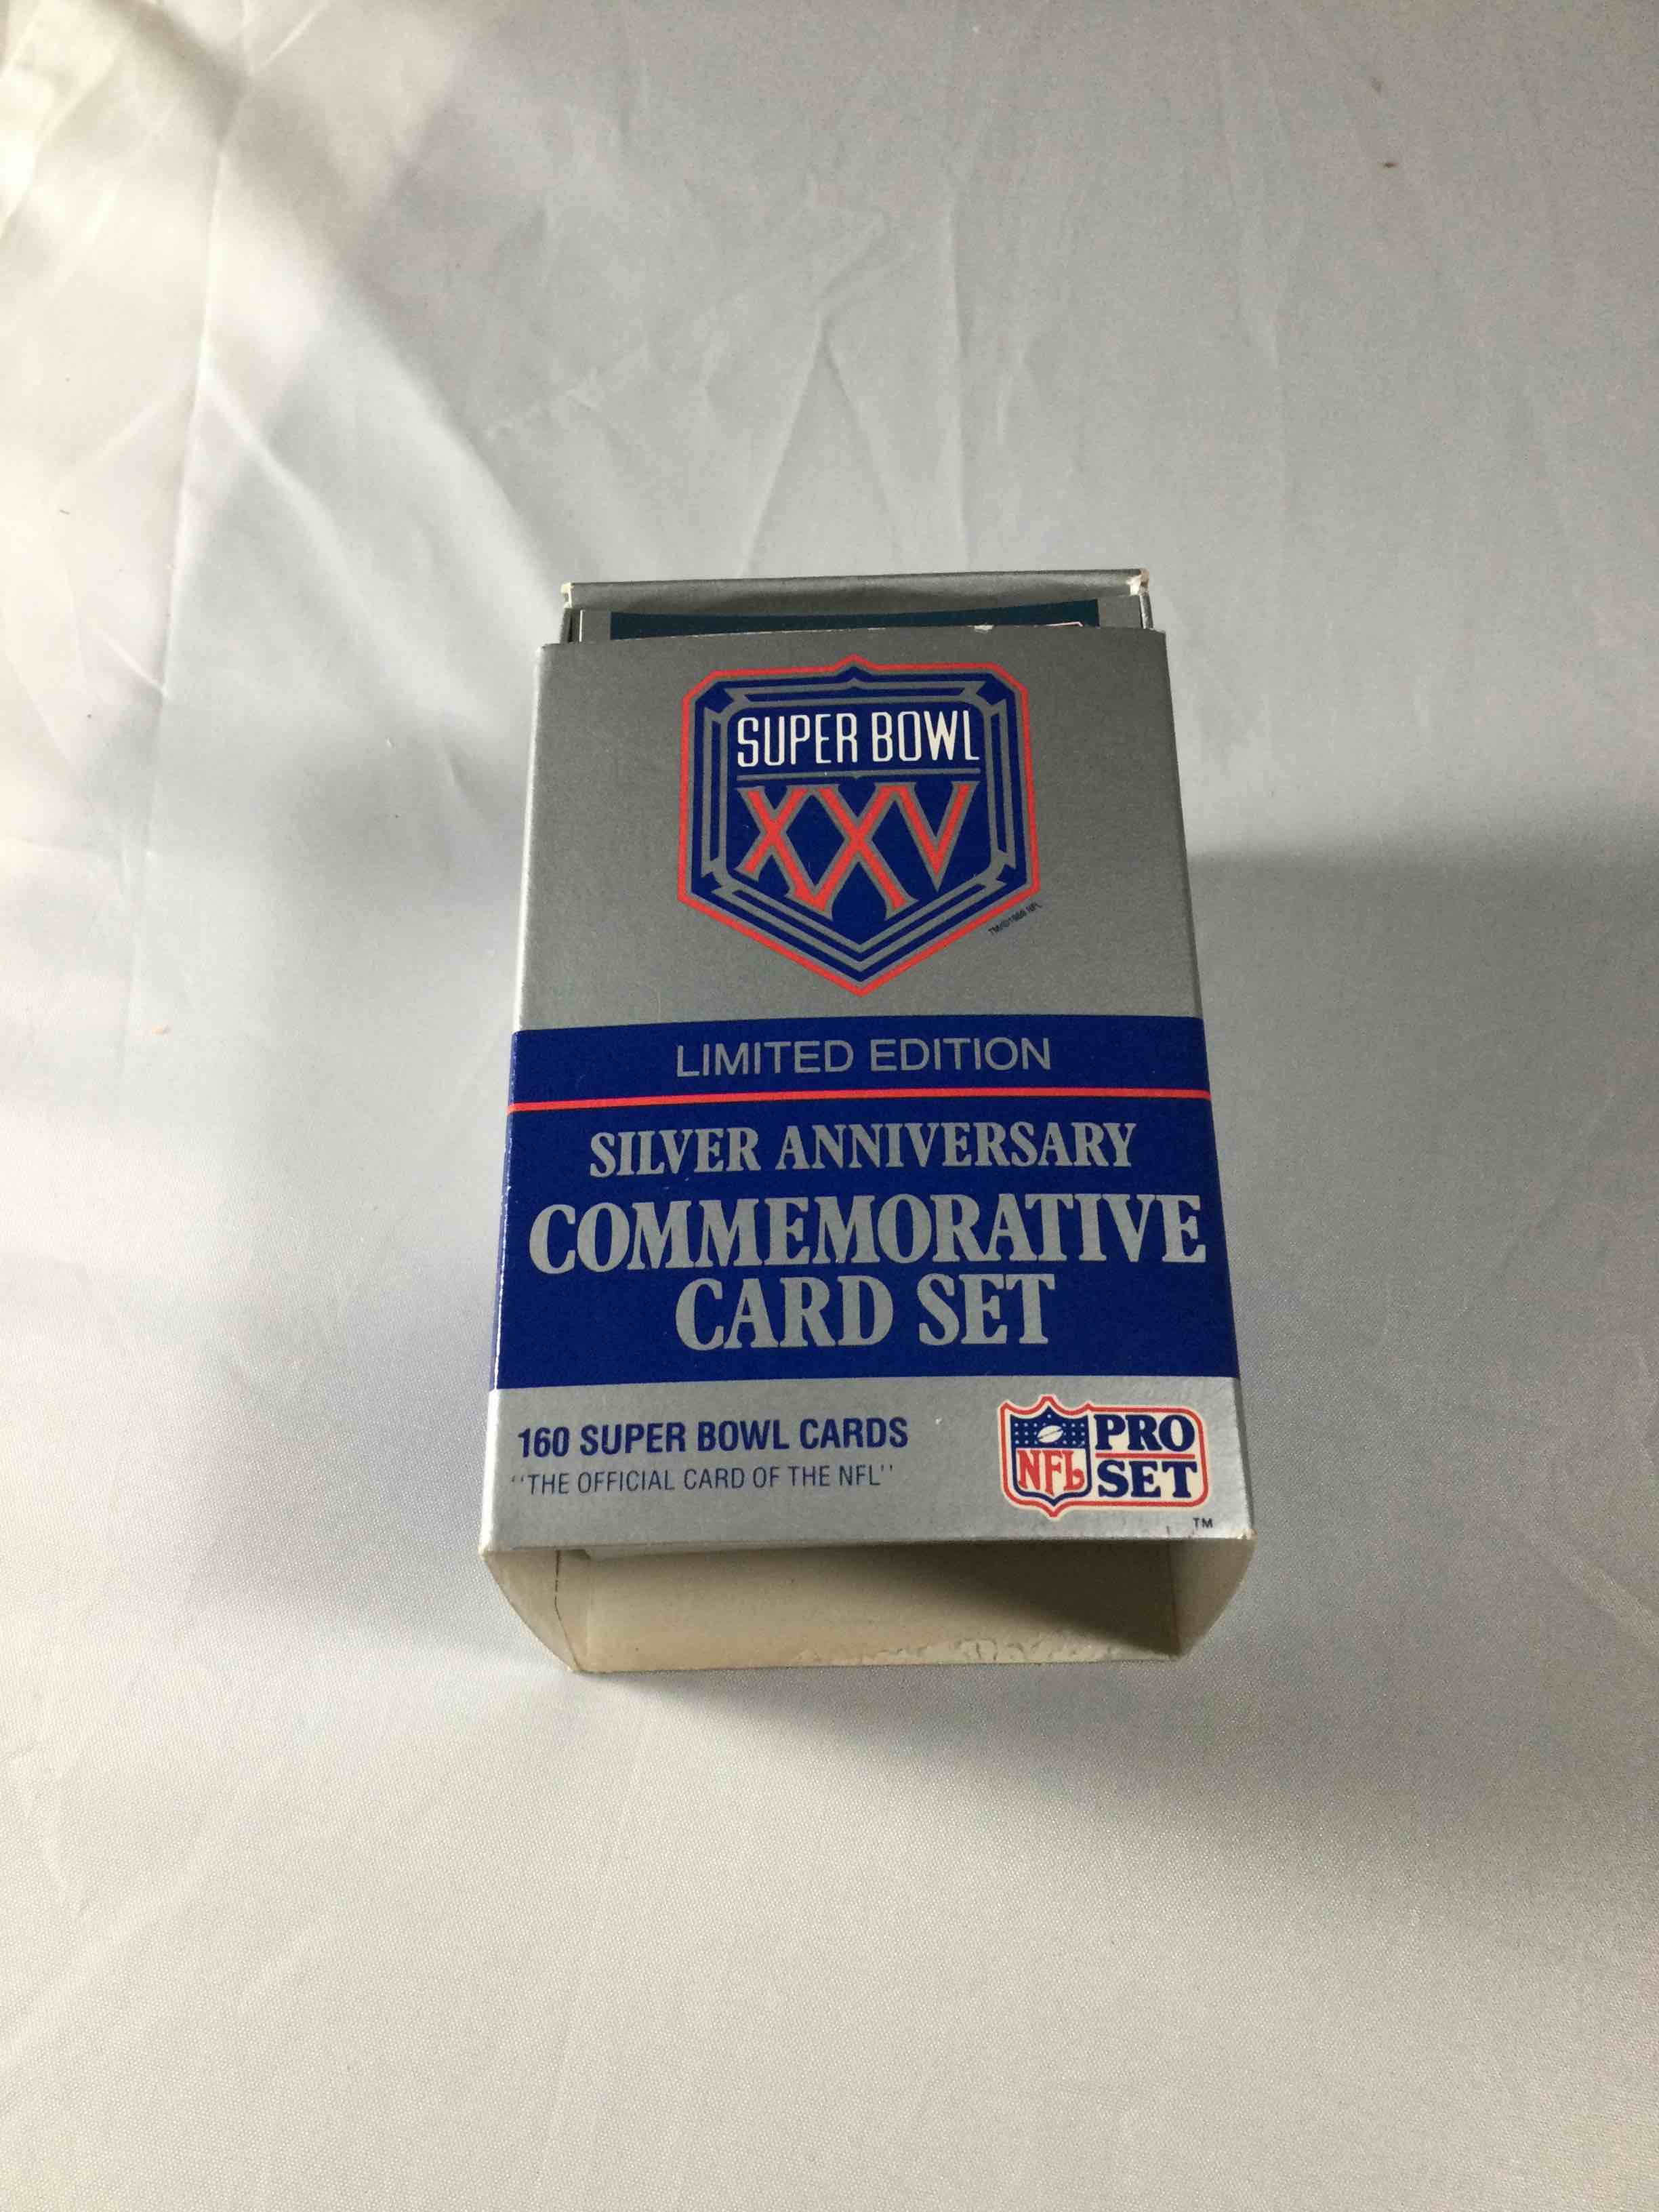 SUPER BOWL
XXV
LIMITED EDITION
SILVER ANNIVERSARY
COMMEMORATIVE
CARD SET
160 SUPER BOWL CARDS
"THE OFFICIAL CARD OF THE NFL"
NFL
PRO
SET
TM